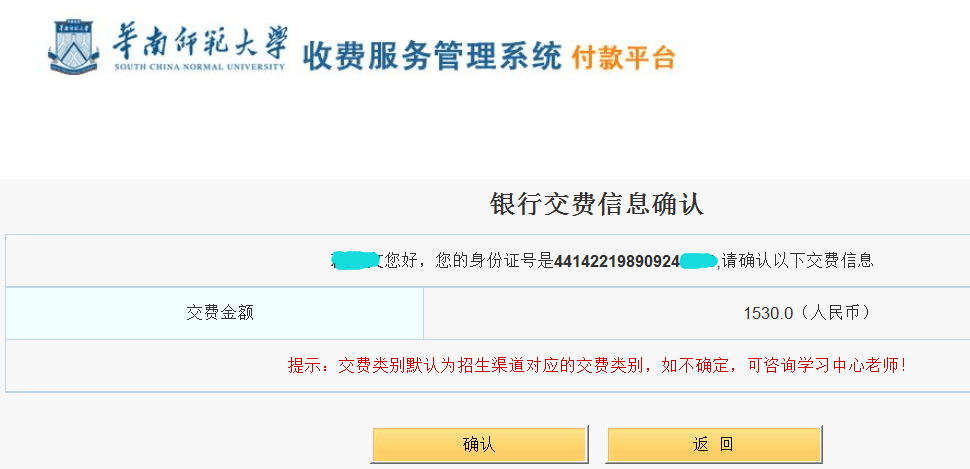 華南師範大學
SOUTH CHINA NORMAL UNIVERSITY
收费服务管理系统 付款平台
银行交费信息确认
您好，您的身份证号是44142219890924 ,请确认以下交费信息
交费金额 1530.0（人民币）
提示：交费类别默认为招生渠道对应的交费类别，如不确定，可咨询学习中心老师！
确认 返 回